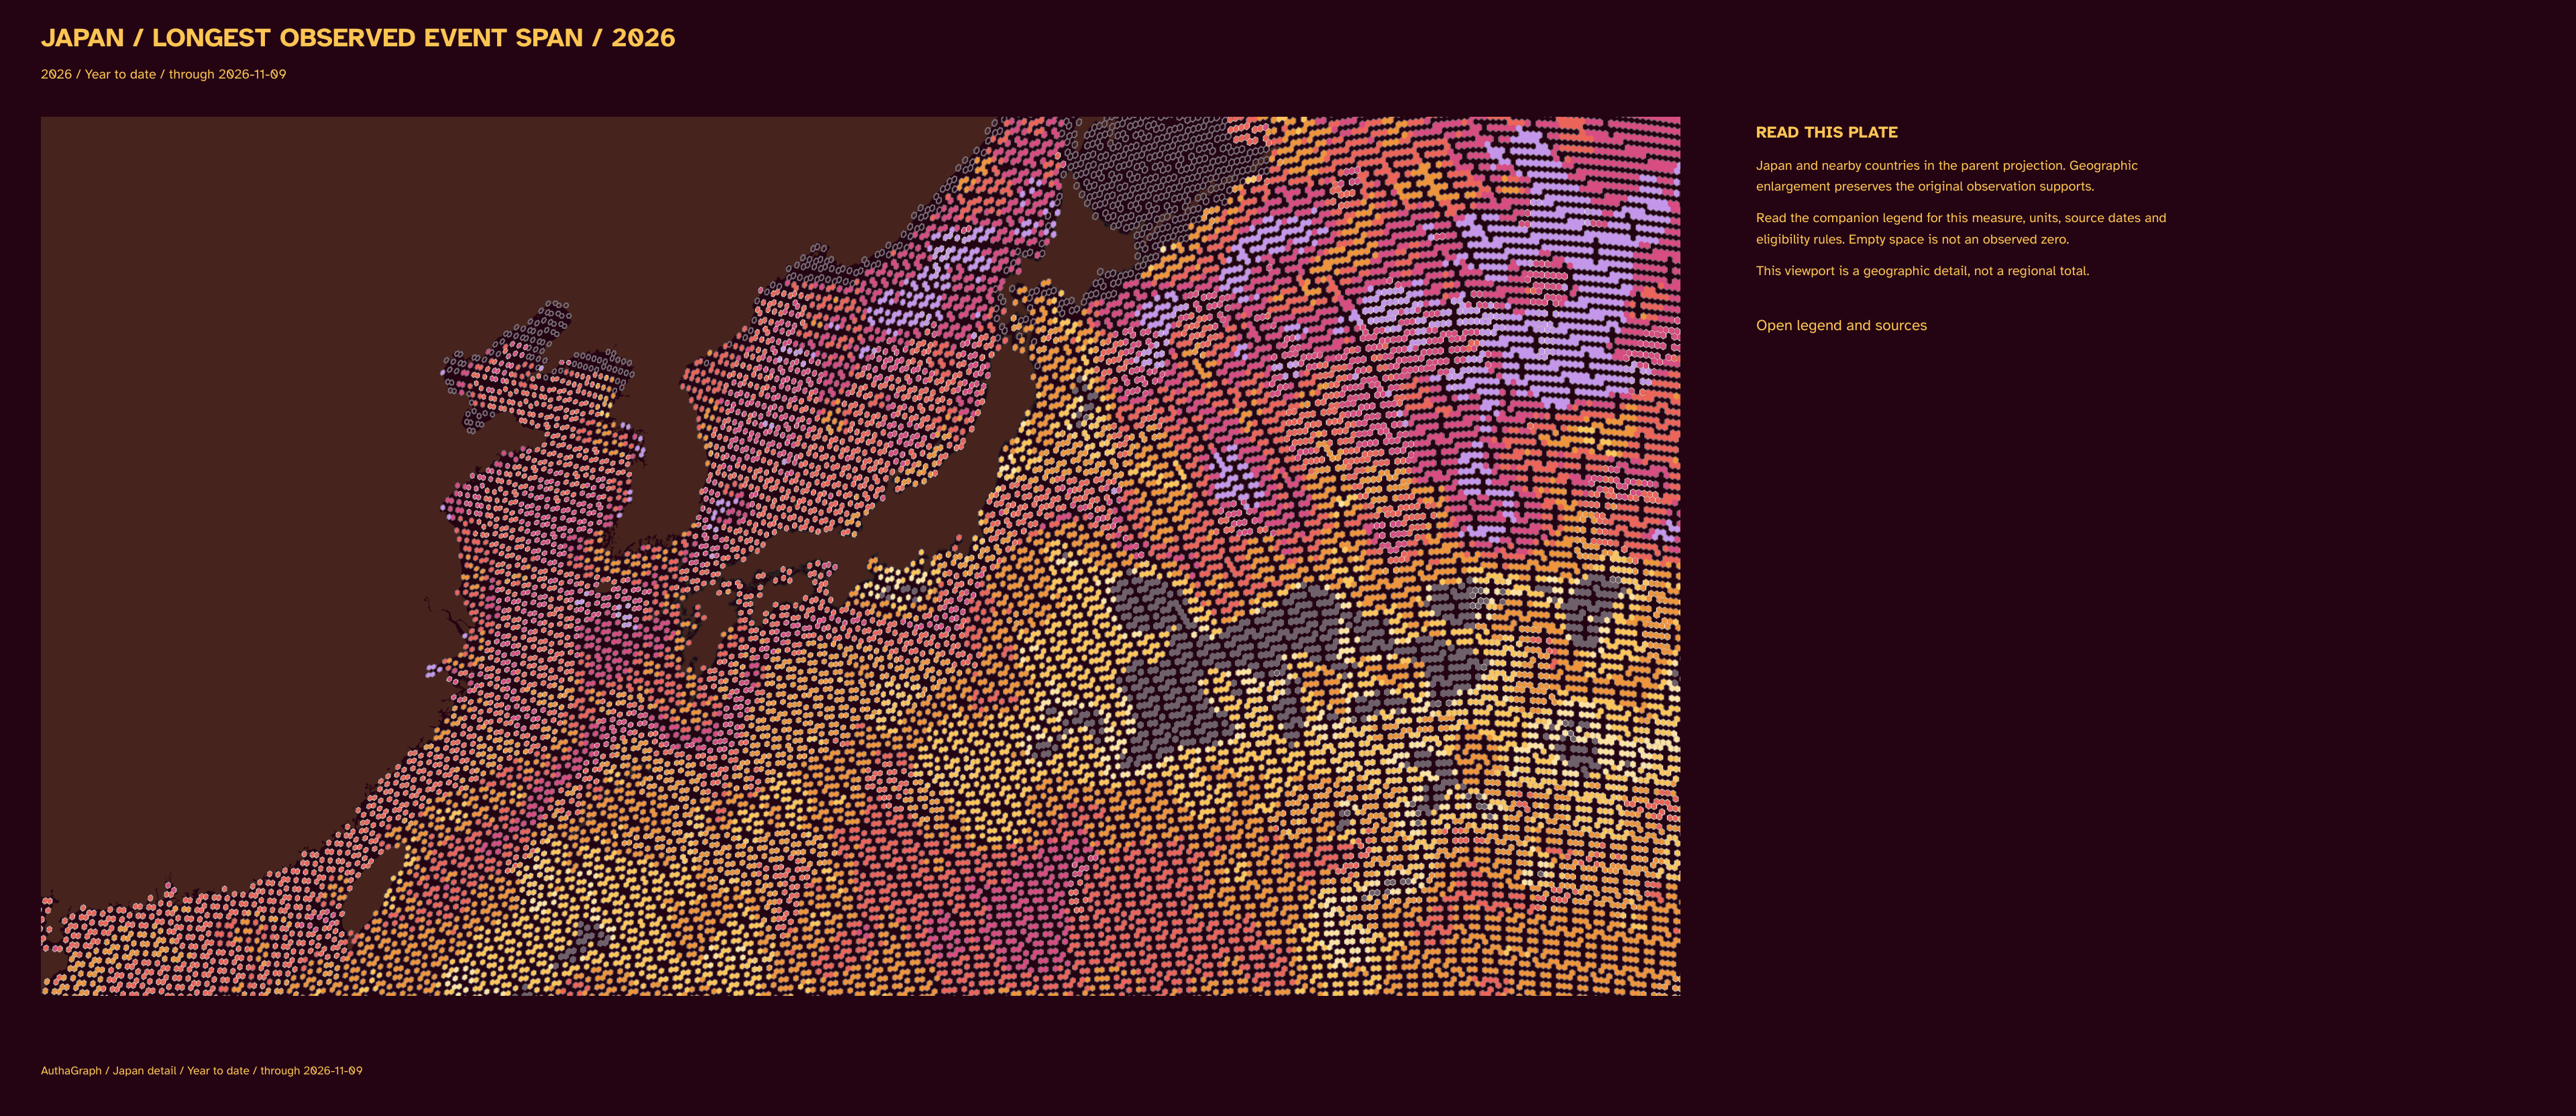 JAPAN / LONGEST OBSERVED EVENT SPAN / 2026
2026 / Year to date / through 2026-11-09
READ THIS PLATE
Japan and nearby countries in the parent projection. Geographic
enlargement preserves the original observation supports.
Read the companion legend for this measure, units, source dates and
eligibility rules. Empty space is not an observed zero.
This viewport is a geographic detail, not a regional total.
Open legend and sources
AuthaGraph / Japan detail / Year to date / through 2026-11-09